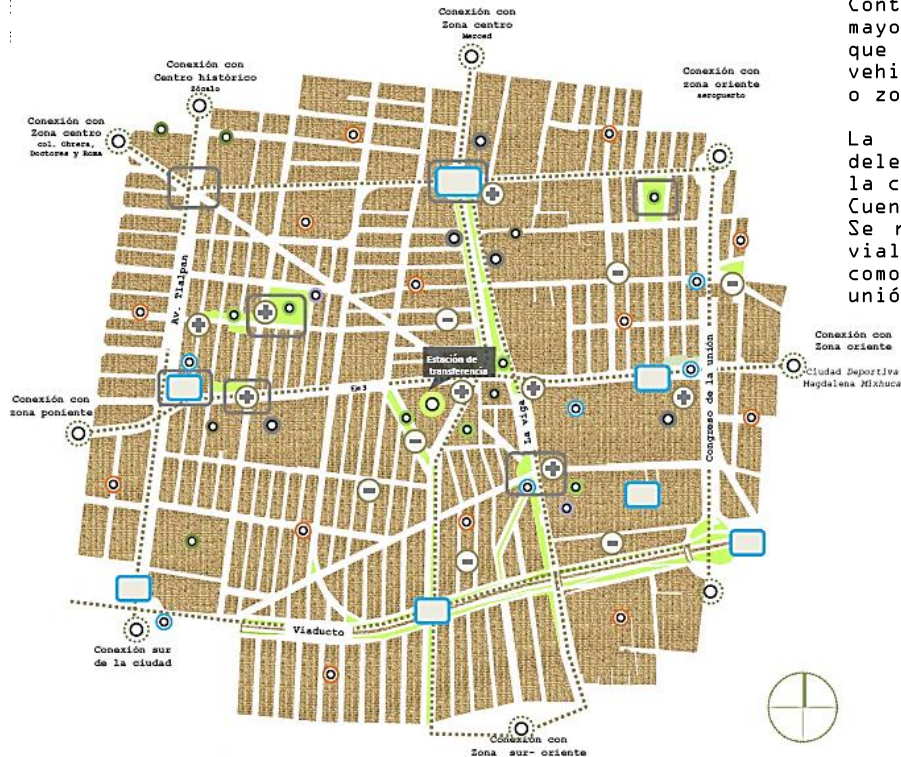 Conexión con
Zona centro
Merced
Conexión con
Centro histórico
Zócalo
Conexión con
zona oriente
aeropuerto
Conexión con
Zona centro
col. Obrera,
Doctores y Roma
Av. Tlalpan
Estación de
transferencia
Eje 3
La viga
Congreso de la unión
Conexión con
Zona oriente
Ciudad Deportiva
Magdalena Mixhuca
Conexión con
zona poniente
Viaducto
Conexión sur
de la ciudad
Conexión con
Zona sur- oriente
mayo
que
vehi
o zo
La
dele
la c
Cuen
Se r
vial
como
unió